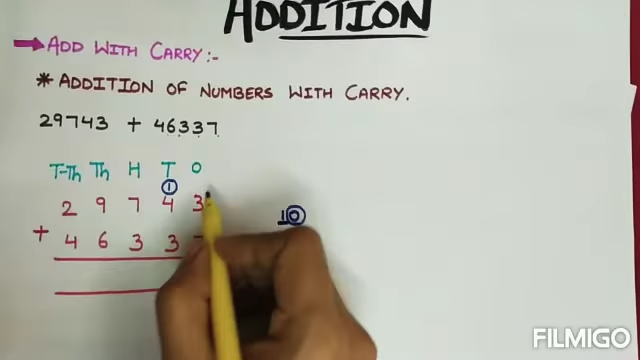 ADDITION
ADD WITH CARRY:-
* ADDITION OF NUMBERS WITH CARRY.
29743 + 46337
T-Th Th H T O
1
2 9 7 4 3
10
+ 4 6 3 3
FILMIGO